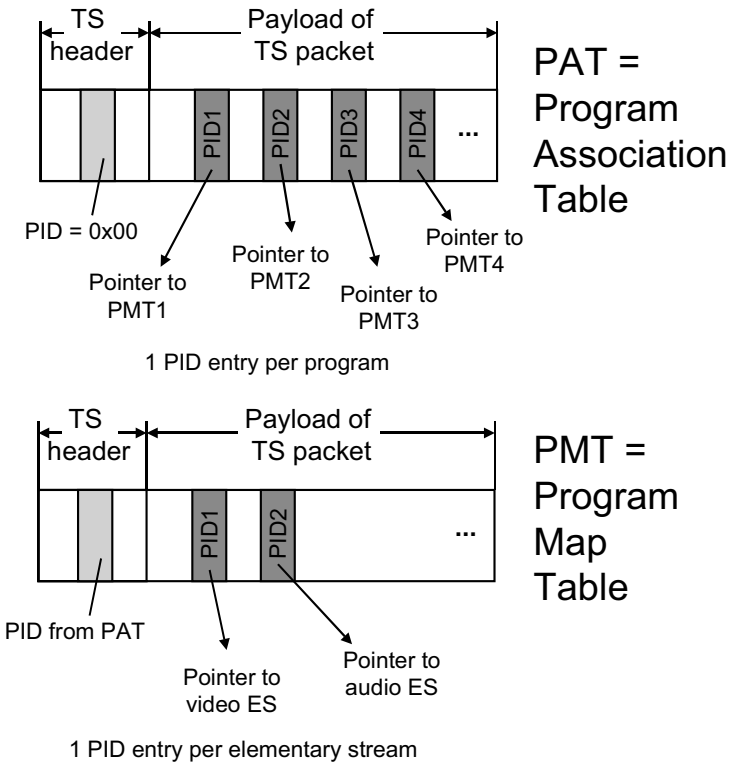 TS
header
Payload of
TS packet
PID1
PID2
PID3
PID4
...
PAT =
Program
Association
Table
PID = 0x00
Pointer to
PMT1
Pointer to
PMT2
Pointer to
PMT3
Pointer to
PMT4
1 PID entry per program
TS
header
Payload of
TS packet
PID1
PID2
...
PMT =
Program
Map
Table
PID from PAT
Pointer to
video ES
Pointer to
audio ES
1 PID entry per elementary stream